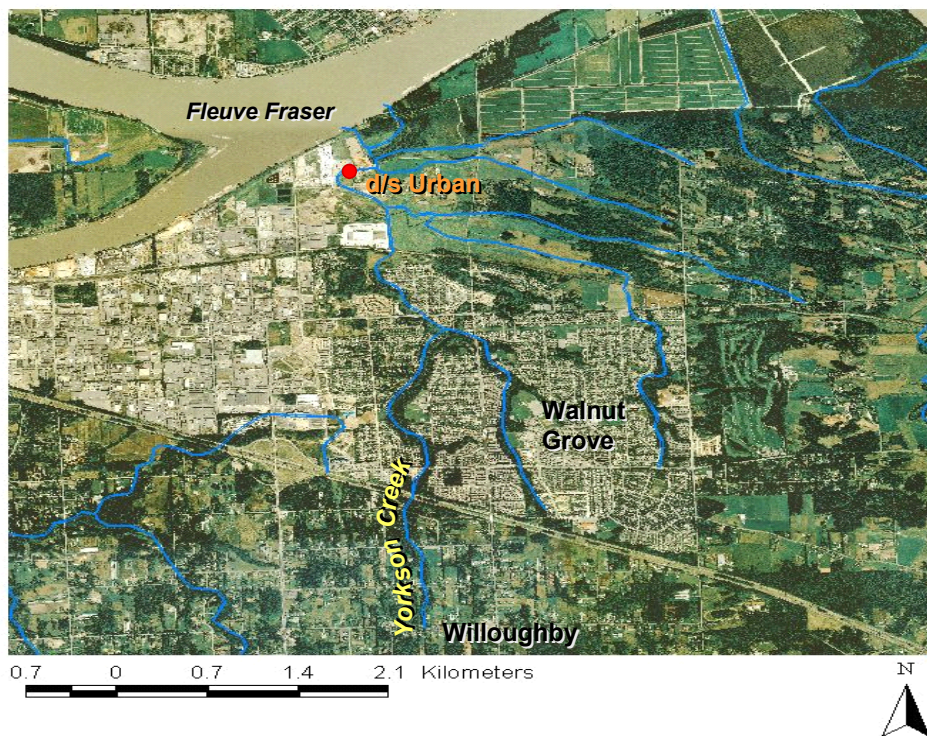 Fleuve Fraser
d/s Urban
Walnut
Grove
Yorkson Creek
Willoughby
0.7 0 0.7 1.4 2.1 Kilometers
N